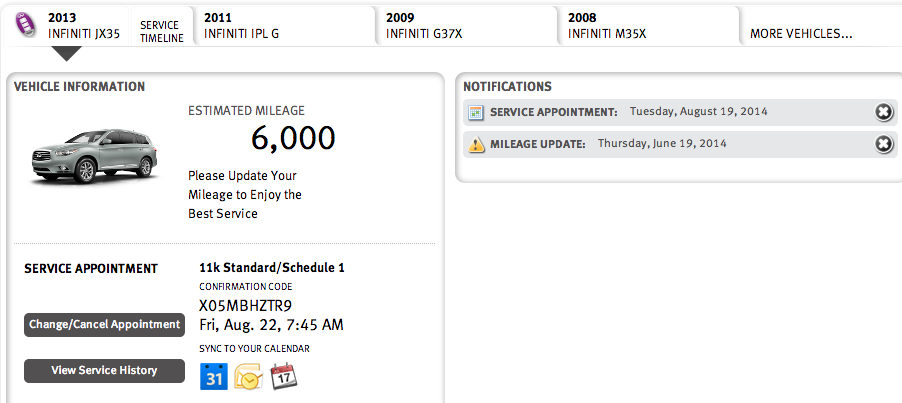 2013
INFINITI JX35
SERVICE
TIMELINE
2011
INFINITI IPL G
2009
INFINITI G37X
2008
INFINITI M35X
MORE VEHICLES...
VEHICLE INFORMATION
ESTIMATED MILEAGE
6,000
Please Update Your
Mileage to Enjoy the
Best Service
SERVICE APPOINTMENT
11k Standard/Schedule 1
CONFIRMATION CODE
X05MBHZTR9
Change/Cancel Appointment
Fri, Aug. 22, 7:45 AM
SYNC TO YOUR CALENDAR
View Service History
31
17
NOTIFICATIONS
SERVICE APPOINTMENT: Tuesday, August 19, 2014
MILEAGE UPDATE: Thursday, June 19, 2014